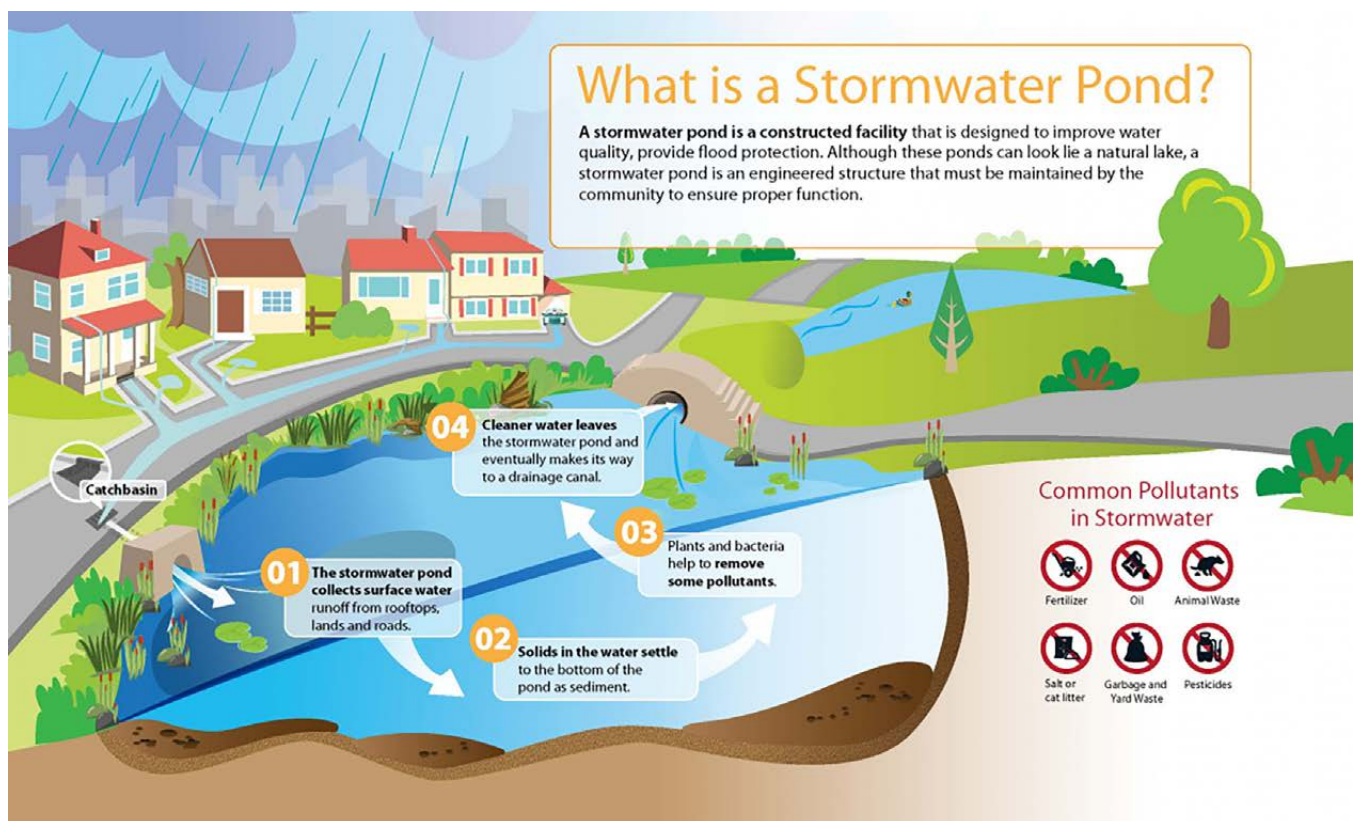 What is a Stormwater Pond?
A stormwater pond is a constructed facility that is designed to improve water
quality, provide flood protection. Although these ponds can look lie a natural lake, a
stormwater pond is an engineered structure that must be maintained by the
community to ensure proper function.
Catchbasin
01
The stormwater pond
collects surface water
runoff from rooftops,
lands and roads.
02
Solids in the water settle
to the bottom of the
pond as sediment.
03
Plants and bacteria
help to remove
some pollutants.
04
Cleaner water leaves
the stormwater pond and
eventually makes its way
to a drainage canal.
Common Pollutants
in Stormwater
Fertilizer
Oil
Animal Waste
Salt or
cat litter
Garbage and
Yard Waste
Pesticides